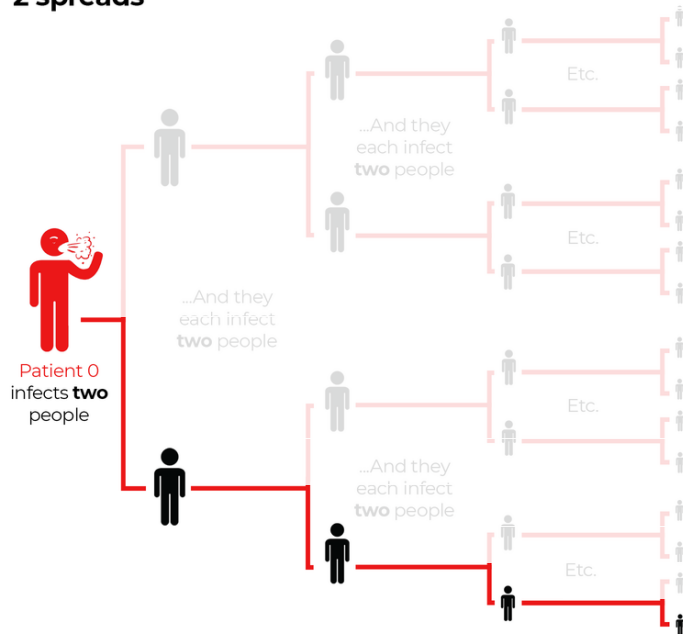 2 spreads
Etc.
...And they
each infect
two people
Etc.
...And they
each infect
two people
Patient 0
infects two
people
Etc.
...And they
each infect
two people
Etc.